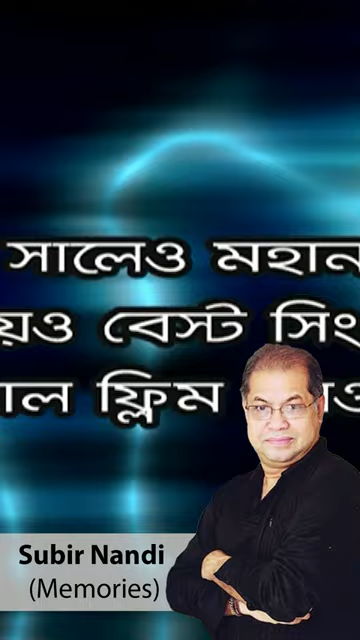 সালেও মহান
য়ও বেস্ট সিং
াল ফ্লিম
Subir Nandi
(Memories)